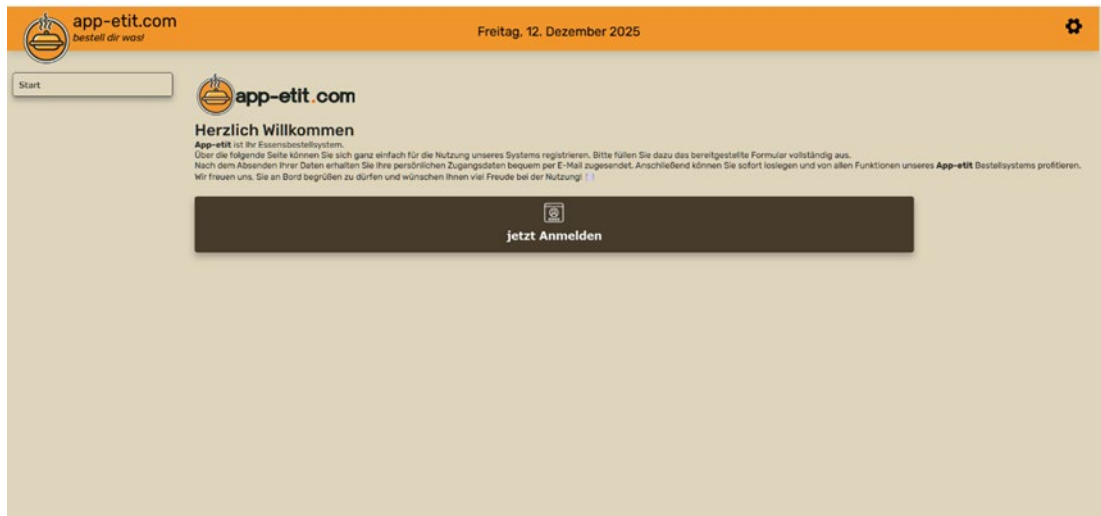 app-etit.com
bestell dir was!
Freitag, 12. Dezember 2025
Start
app-etit.com
Herzlich Willkommen
App-etit ist Ihr Essensbestellsystem.
Über die folgende Seite können Sie sich ganz einfach für die Nutzung unseres Systems registrieren. Bitte füllen Sie dazu das bereitgestellte Formular vollständig aus.
Nach dem Absenden Ihrer Daten erhalten Sie Ihre persönlichen Zugangsdaten bequem per E-Mail zugesendet. Anschließend können Sie sofort loslegen und von allen Funktionen unseres App-etit Bestellsystems profitieren.
Wir freuen uns, Sie an Bord begrüßen zu dürfen und wünschen Ihnen viel Freude bei der Nutzung!
jetzt Anmelden